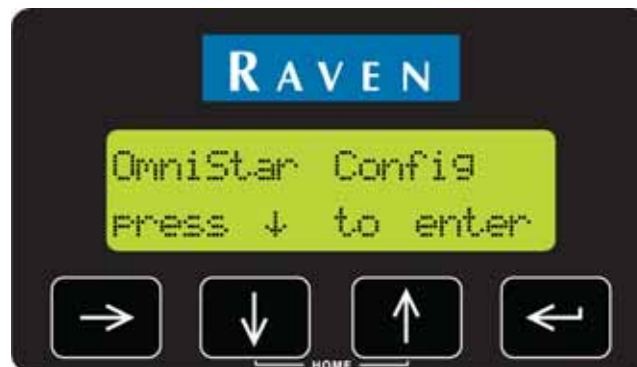 RAVEN
OmniStar Config
press ↓ to enter
HOME